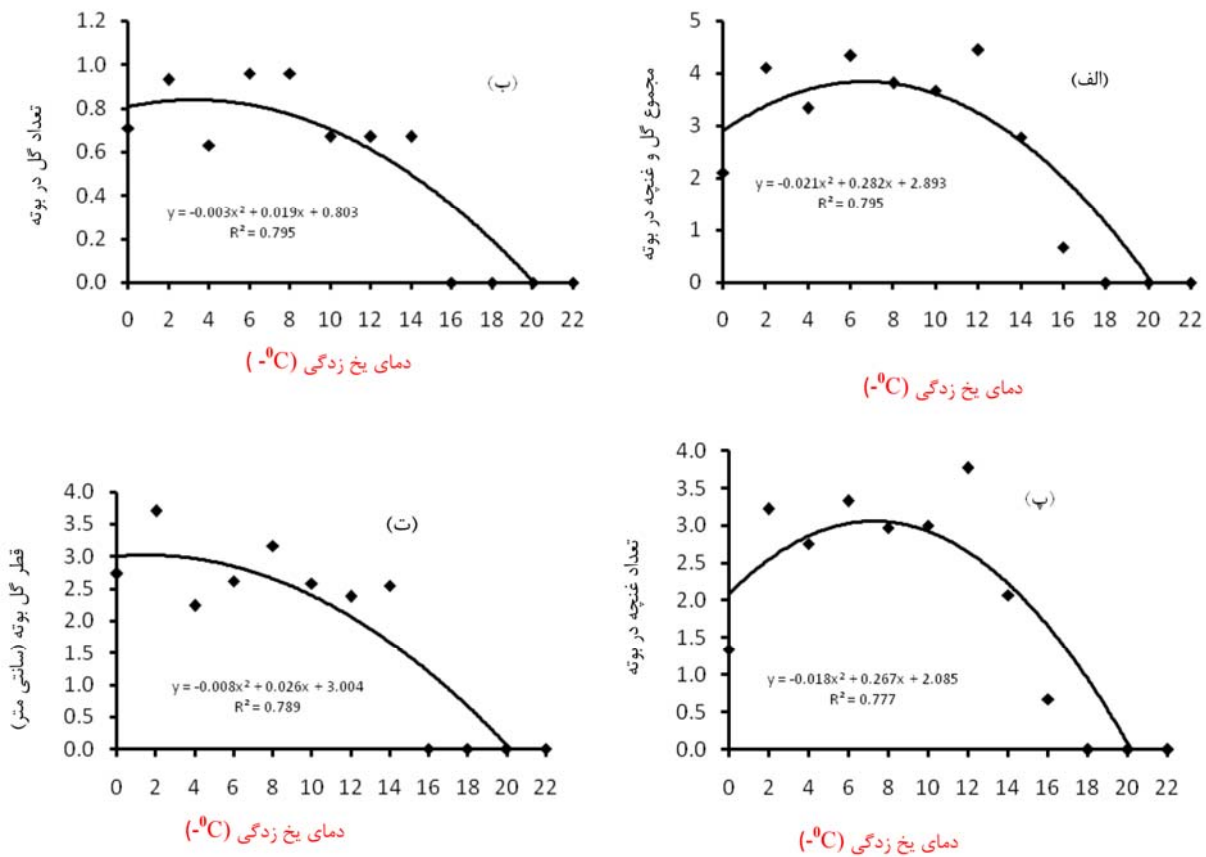 (الف)
مجموع گل و غنچه در بوته
5
4
3
2
1
0
y = -0.021x² + 0.282x + 2.893
R² = 0.795
0 2 4 6 8 10 12 14 16 18 20 22
دمای یخ زدگی (-⁰C)
(ب)
تعداد گل در بوته
1.2
1.0
0.8
0.6
0.4
0.2
0.0
y = -0.003x² + 0.019x + 0.803
R² = 0.795
0 2 4 6 8 10 12 14 16 18 20 22
دمای یخ زدگی (-⁰C )
(پ)
تعداد غنچه در بوته
4.0
3.5
3.0
2.5
2.0
1.5
1.0
0.5
0.0
y = -0.018x² + 0.267x + 2.085
R² = 0.777
0 2 4 6 8 10 12 14 16 18 20 22
دمای یخ زدگی (-⁰C)
(ت)
قطر گل بوته (سانتی متر)
4.0
3.5
3.0
2.5
2.0
1.5
1.0
0.5
0.0
y = -0.008x² + 0.026x + 3.004
R² = 0.789
0 2 4 6 8 10 12 14 16 18 20 22
دمای یخ زدگی (-⁰C)